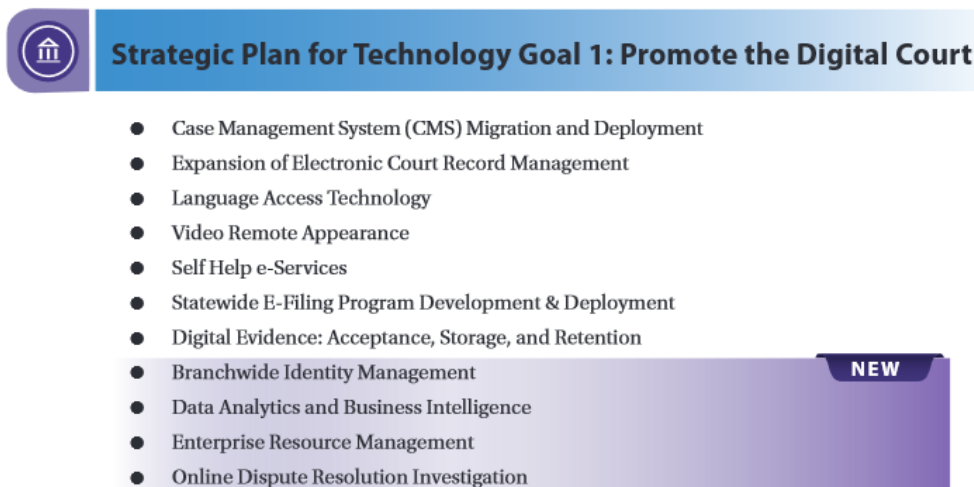 Strategic Plan for Technology Goal 1: Promote the Digital Court
● Case Management System (CMS) Migration and Deployment
● Expansion of Electronic Court Record Management
● Language Access Technology
● Video Remote Appearance
● Self Help e-Services
● Statewide E-Filing Program Development & Deployment
● Digital Evidence: Acceptance, Storage, and Retention
● Branchwide Identity Management
NEW
● Data Analytics and Business Intelligence
● Enterprise Resource Management
● Online Dispute Resolution Investigation